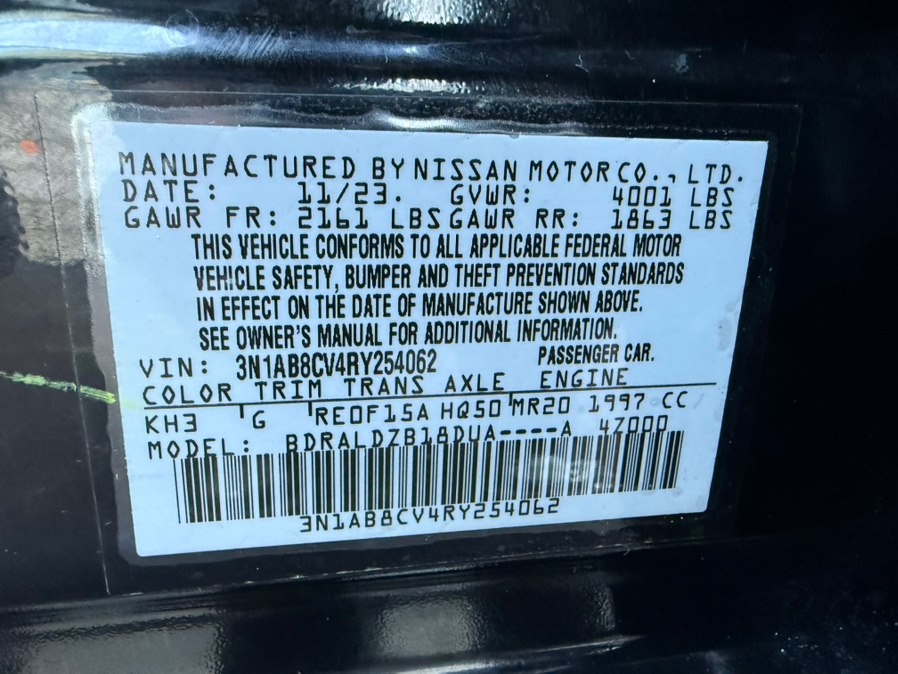 MANUFACTURED BY NISSAN MOTOR CO., LTD.
DATE: 11/23. GVWR: 4001 LBS
GAWR FR: 2161 LBS GAWR RR: 1863 LBS
THIS VEHICLE CONFORMS TO ALL APPLICABLE FEDERAL MOTOR
VEHICLE SAFETY, BUMPER AND THEFT PREVENTION STANDARDS
IN EFFECT ON THE DATE OF MANUFACTURE SHOWN ABOVE.
SEE OWNER'S MANUAL FOR ADDITIONAL INFORMATION.
VIN: 3N1AB8CV4RY254062 PASSENGER CAR.
COLOR TRIM TRANS AXLE ENGINE
KH3 G RE0F15A HQ50 MR20 1997 CC
MODEL: BDRALDZB18DUA----A 4Z000
3N1AB8CV4RY254062